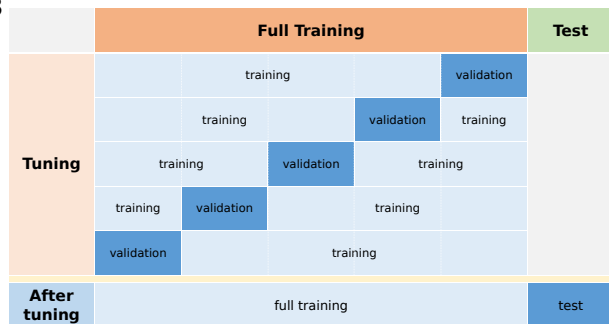 Full Training Test
training validation
training validation training
Tuning training validation training
training validation training
validation training
After tuning full training test